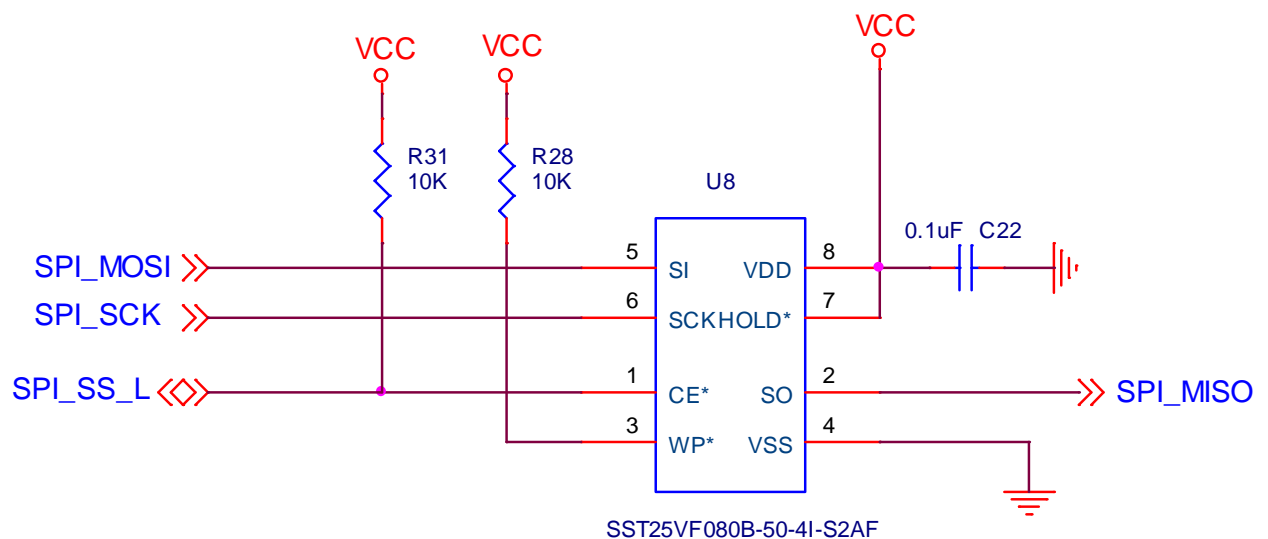 VCC
VCC
VCC
R31
10K
R28
10K
U8
0.1uF C22
SPI_MOSI
5
SI
VDD
8
SPI_SCK
6
SCK
HOLD*
7
SPI_SS_L
1
CE*
SO
2
SPI_MISO
3
WP*
VSS
4
SST25VF080B-50-4I-S2AF